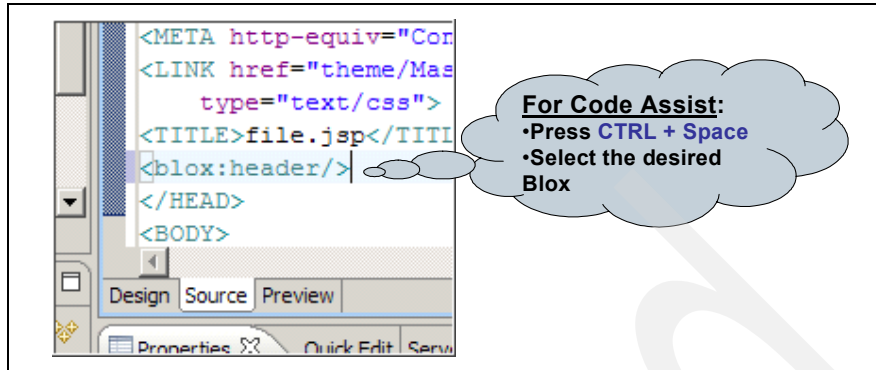 <META http-equiv="Con
<LINK href="theme/Mas
type="text/css">
<TITLE>file.jsp</TITL
<blox:header/>
</HEAD>
<BODY>
Design Source Preview
Properties Quick Edit Serve
For Code Assist:
•Press CTRL + Space
•Select the desired
Blox